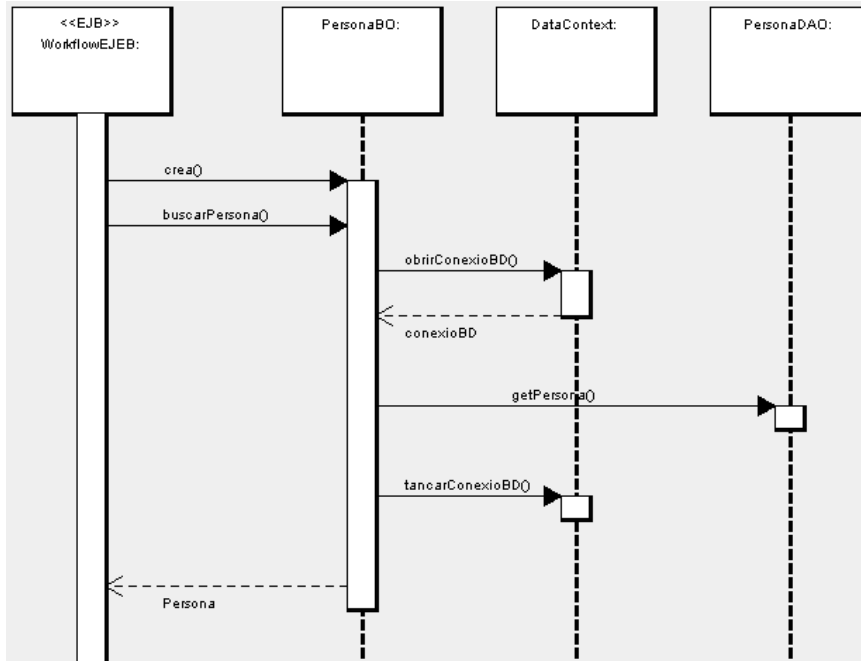 <<EJB>>
WorkflowEJEB:
PersonaBO:
DataContext:
PersonaDAO:
crea()
buscarPersona()
obrirConexioBD()
conexioBD
getPersona()
tancarConexioBD()
Persona